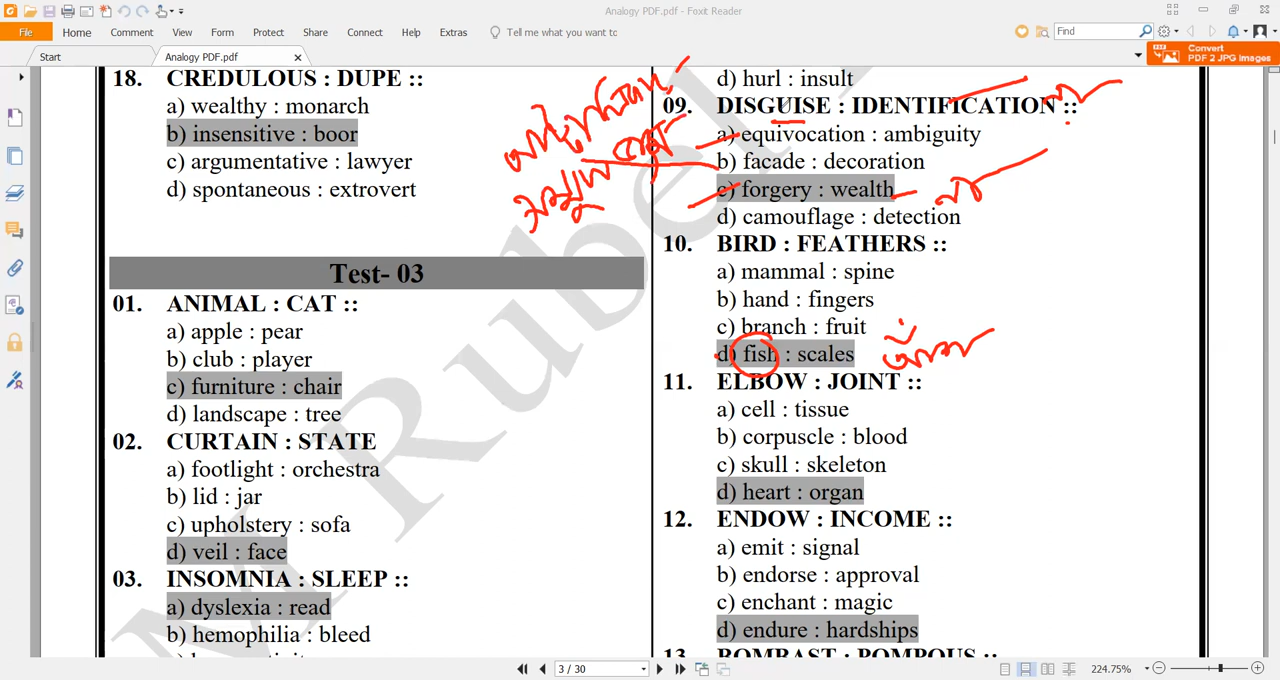 Analogy PDF.pdf - Foxit Reader
File
Home
Comment
View
Form
Protect
Share
Connect
Help
Extras
Tell me what you want tc
Find
Start
Analogy PDF.pdf
Convert
PDF 2 JPG Images
18. CREDULOUS : DUPE ::
a) wealthy : monarch
b) insensitive : boor
c) argumentative : lawyer
d) spontaneous : extrovert
Test- 03
01. ANIMAL : CAT ::
a) apple : pear
b) club : player
c) furniture : chair
d) landscape : tree
02. CURTAIN : STATE
a) footlight : orchestra
b) lid : jar
c) upholstery : sofa
d) veil : face
03. INSOMNIA : SLEEP ::
a) dyslexia : read
b) hemophilia : bleed
d) hurl : insult
09. DISGUISE : IDENTIFICATION ::
a) equivocation : ambiguity
b) facade : decoration
c) forgery : wealth
d) camouflage : detection
10. BIRD : FEATHERS ::
a) mammal : spine
b) hand : fingers
c) branch : fruit
d) fish : scales
11. ELBOW : JOINT ::
a) cell : tissue
b) corpuscle : blood
c) skull : skeleton
d) heart : organ
12. ENDOW : INCOME ::
a) emit : signal
b) endorse : approval
c) enchant : magic
d) endure : hardships
13. BOMBAST : POMPOUS ::
M Rubel
3 / 30
224.75%